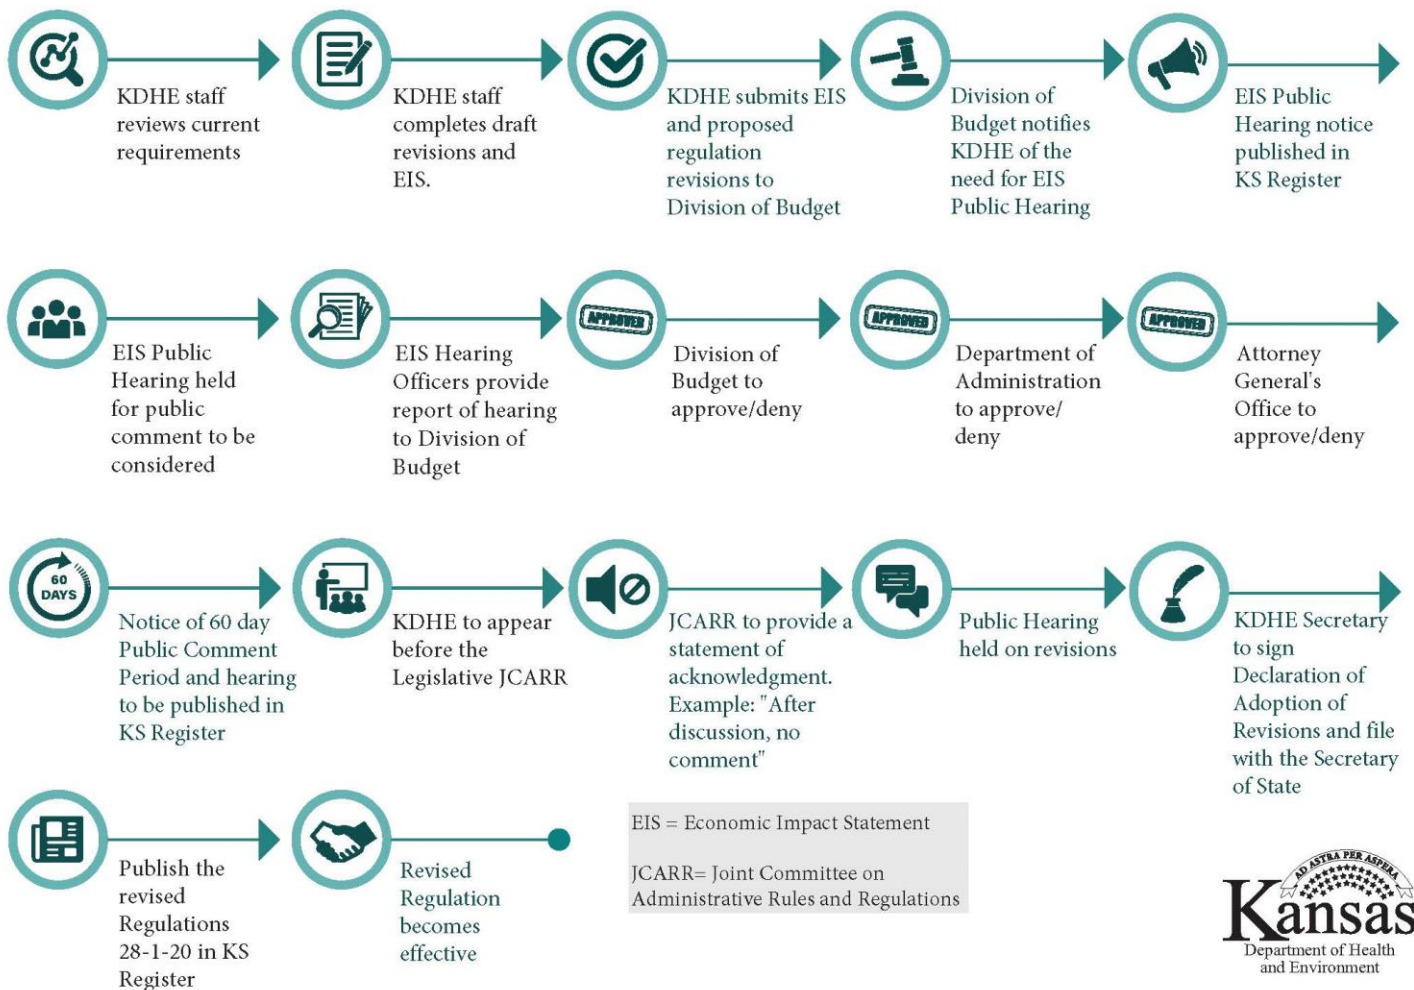 KDHE staff
reviews current
requirements
KDHE staff
completes draft
revisions and
EIS.
KDHE submits EIS
and proposed
regulation
revisions to
Division of Budget
Division of
Budget notifies
KDHE of the
need for EIS
Public Hearing
EIS Public
Hearing notice
published in
KS Register
EIS Public
Hearing held
for public
comment to be
considered
EIS Hearing
Officers provide
report of hearing
to Division of
Budget
APPROVED
Division of
Budget to
approve/deny
APPROVED
Department of
Administration
to approve/
deny
APPROVED
Attorney
General's
Office to
approve/deny
60
DAYS
Notice of 60 day
Public Comment
Period and hearing
to be published in
KS Register
KDHE to appear
before the
Legislative JCARR
JCARR to provide a
statement of
acknowledgment.
Example: "After
discussion, no
comment"
Public Hearing
held on revisions
KDHE Secretary
to sign
Declaration of
Adoption of
Revisions and file
with the Secretary
of State
Publish the
revised
Regulations
28-1-20 in KS
Register
Revised
Regulation
becomes
effective
EIS = Economic Impact Statement
JCARR= Joint Committee on
Administrative Rules and Regulations
AD ASTRA PER ASPERA
Kansas
Department of Health
and Environment